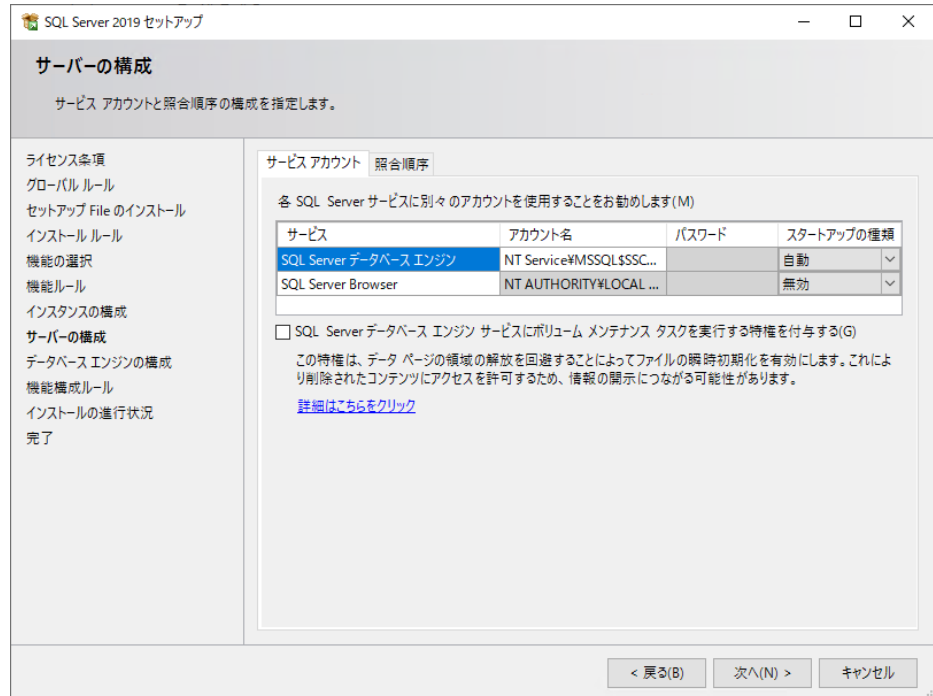 SQL Server 2019 セットアップ
サーバーの構成
サービス アカウントと照合順序の構成を指定します。
ライセンス条項
グローバル ルール
セットアップ File のインストール
インストール ルール
機能の選択
機能ルール
インスタンスの構成
サーバーの構成
データベース エンジンの構成
機能構成ルール
インストールの進行状況
完了
サービス アカウント 照合順序
各 SQL Server サービスに別々のアカウントを使用することをお勧めします(M)
サービス アカウント名 パスワード スタートアップの種類
SQL Server データベース エンジン NT Service¥MSSQL$SSC... 自動
SQL Server Browser NT AUTHORITY¥LOCAL ... 無効
SQL Server データベース エンジン サービスにボリューム メンテナンス タスクを実行する特権を付与する(G)
この特権は、データ ページの領域の解放を回避することによってファイルの瞬時初期化を有効にします。これによ
り削除されたコンテンツにアクセスを許可するため、情報の開示につながる可能性があります。
詳細はこちらをクリック
< 戻る(B) 次へ(N) > キャンセル